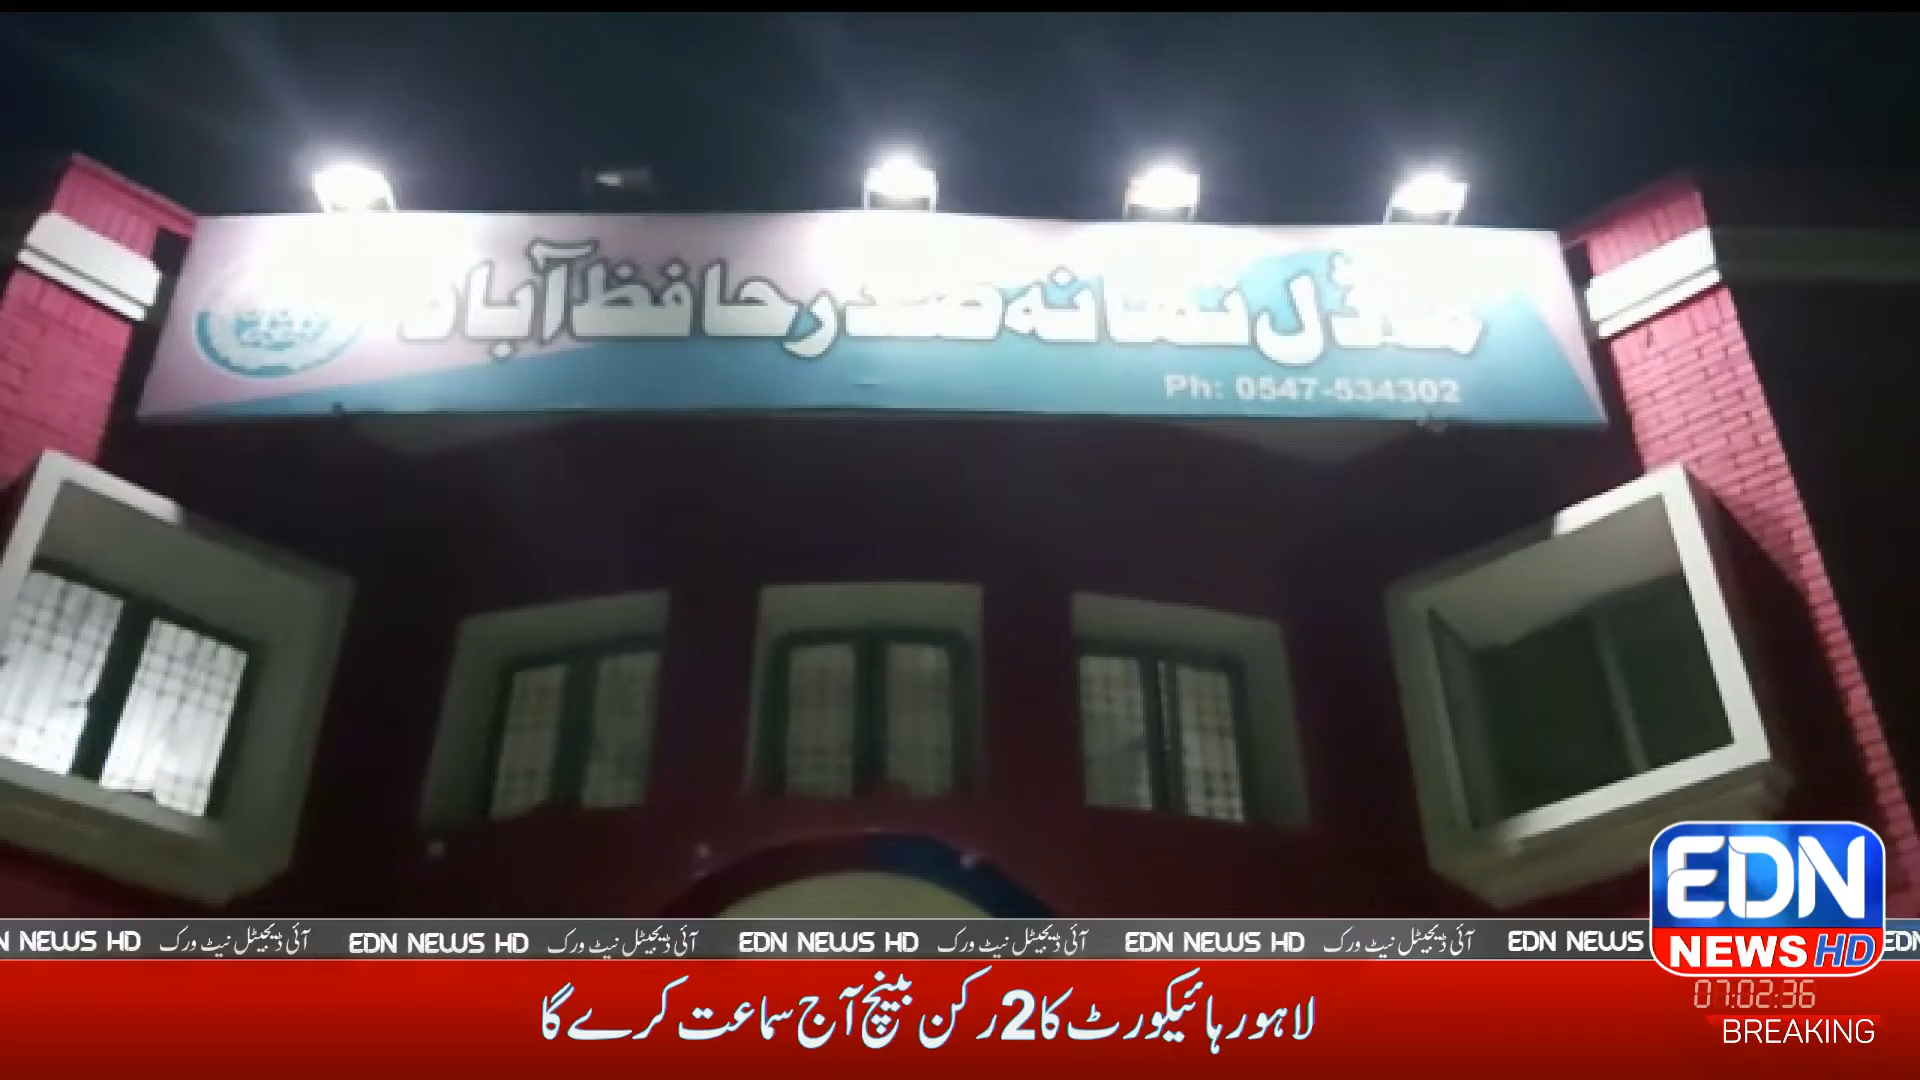 ماڈل تھانہ صدر حافظ آباد
Ph: 0547-534302
EDN NEWS HD آئی ڈیجیٹل نیٹ ورک EDN NEWS HD آئی ڈیجیٹل نیٹ ورک EDN NEWS HD آئی ڈیجیٹل نیٹ ورک EDN NEWS HD آئی ڈیجیٹل نیٹ ورک EDN NEWS
EDN
NEWS HD
07:02:36
لاہور ہائیکورٹ کا 2 رکن بینچ آج سماعت کرے گا
BREAKING